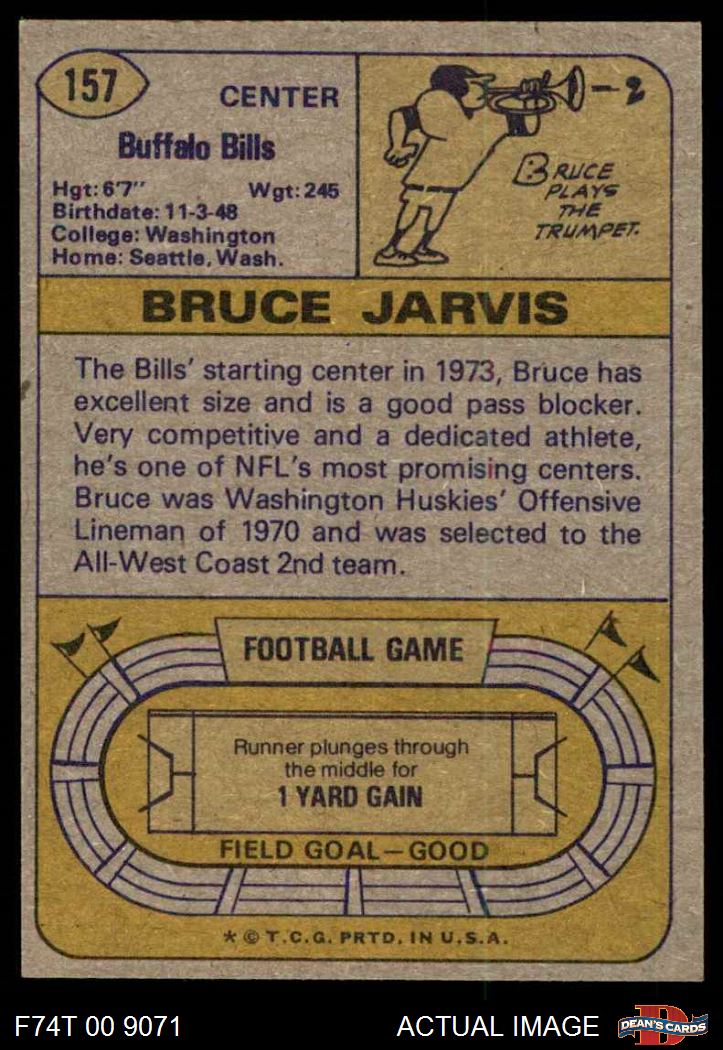 157
CENTER
Buffalo Bills
Hgt: 6'7" Wgt: 245
Birthdate: 11-3-48
College: Washington
Home: Seattle, Wash.
BRUCE
PLAYS
THE
TRUMPET.
BRUCE JARVIS
The Bills' starting center in 1973, Bruce has
excellent size and is a good pass blocker.
Very competitive and a dedicated athlete,
he's one of NFL's most promising centers.
Bruce was Washington Huskies' Offensive
Lineman of 1970 and was selected to the
All-West Coast 2nd team.
FOOTBALL GAME
Runner plunges through
the middle for
1 YARD GAIN
FIELD GOAL—GOOD
* © T.C.G. PRTD. IN U.S.A.
F74T 00 9071
ACTUAL IMAGE
D
DEAN'S CARDS